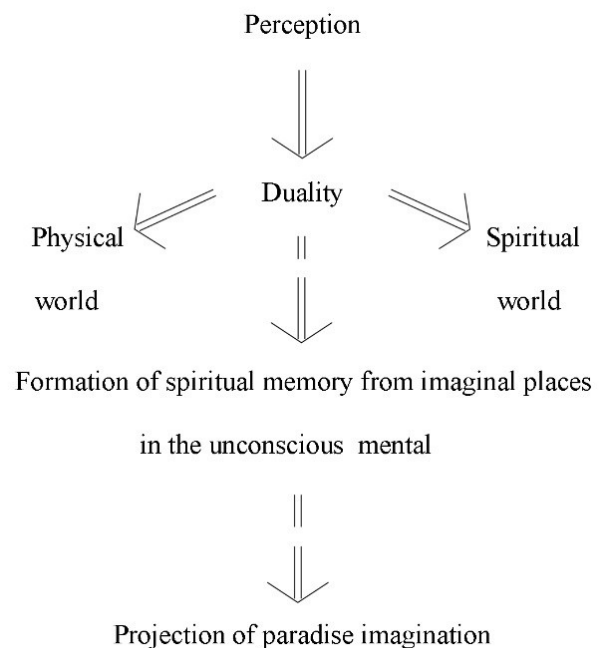 Perception
Duality
Physical
world
Spiritual
world
Formation of spiritual memory from imaginal places
in the unconscious mental
Projection of paradise imagination